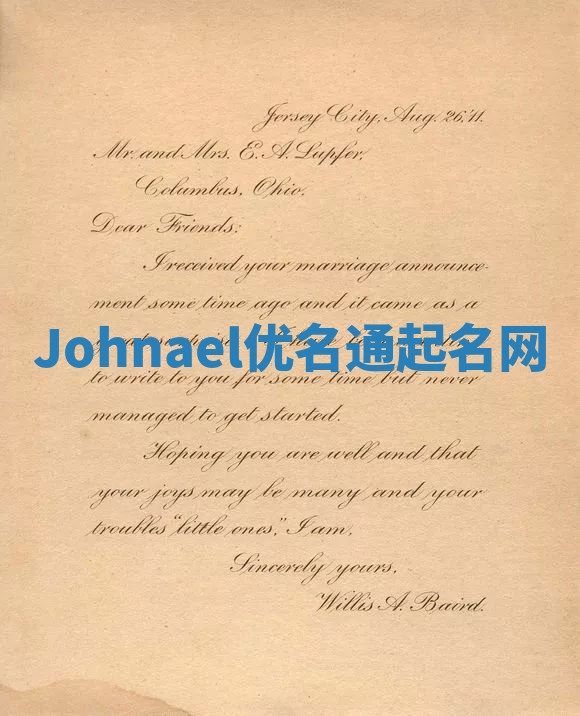 Jersey City, Aug. 26, '11.
Mr. and Mrs. E. A. Lupfer,
Columbus, Ohio.
Dear Friends:
I received your marriage announce-
ment some time ago and it came as a
Johnael优名通起名网
to write to you for some time but never
managed to get started.
Hoping you are well and that
your joys may be many and your
troubles "little ones," I am,
Sincerely yours,
Willis A. Baird.